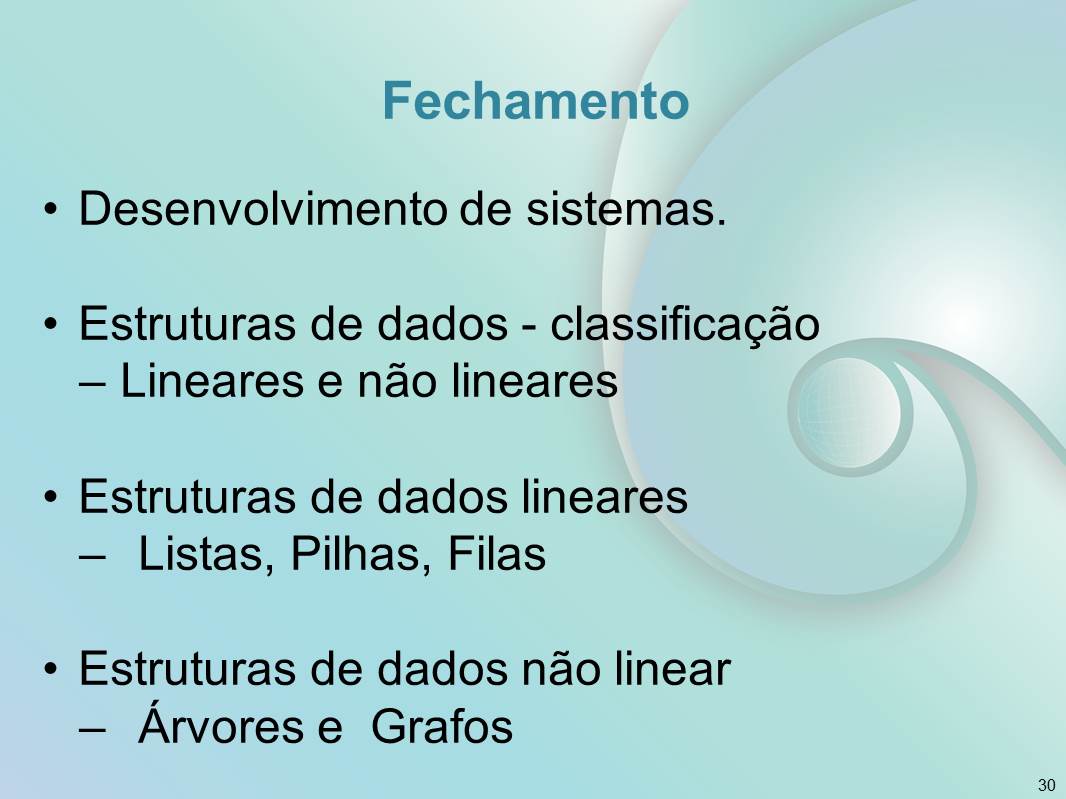 Fechamento
• Desenvolvimento de sistemas.
• Estruturas de dados - classificação
– Lineares e não lineares
• Estruturas de dados lineares
– Listas, Pilhas, Filas
• Estruturas de dados não linear
– Árvores e Grafos
30